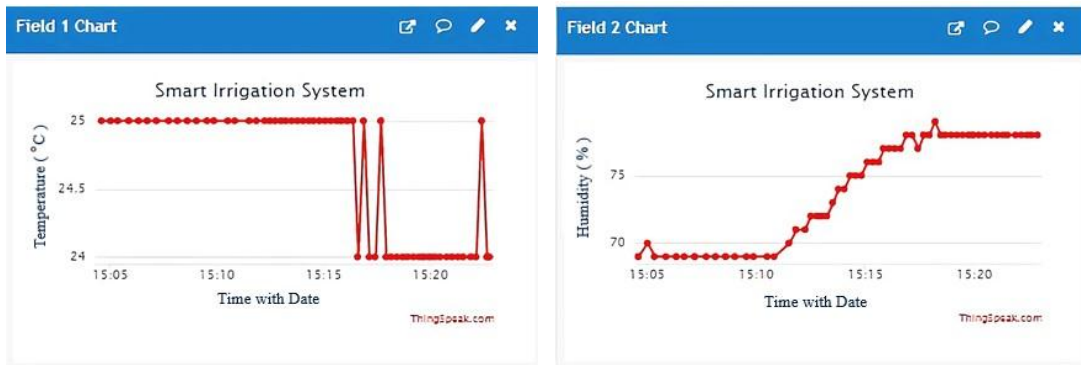 Field 1 Chart
Smart Irrigation System
Temperature ( °C )
25
24.5
24
15:05 15:10 15:15 15:20
Time with Date
ThingSpeak.com
Field 2 Chart
Smart Irrigation System
Humidity ( % )
75
70
15:05 15:10 15:15 15:20
Time with Date
ThingSpeak.com